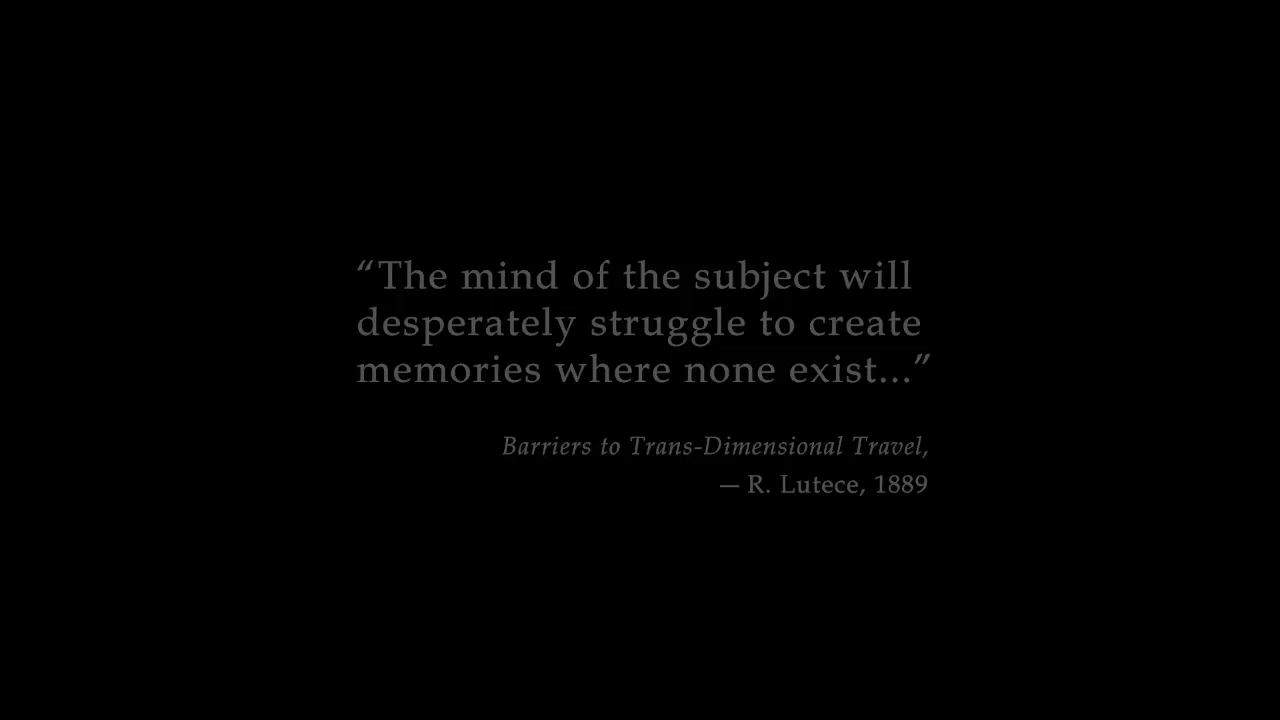 “The mind of the subject will
desperately struggle to create
memories where none exist...”
Barriers to Trans-Dimensional Travel,
— R. Lutece, 1889